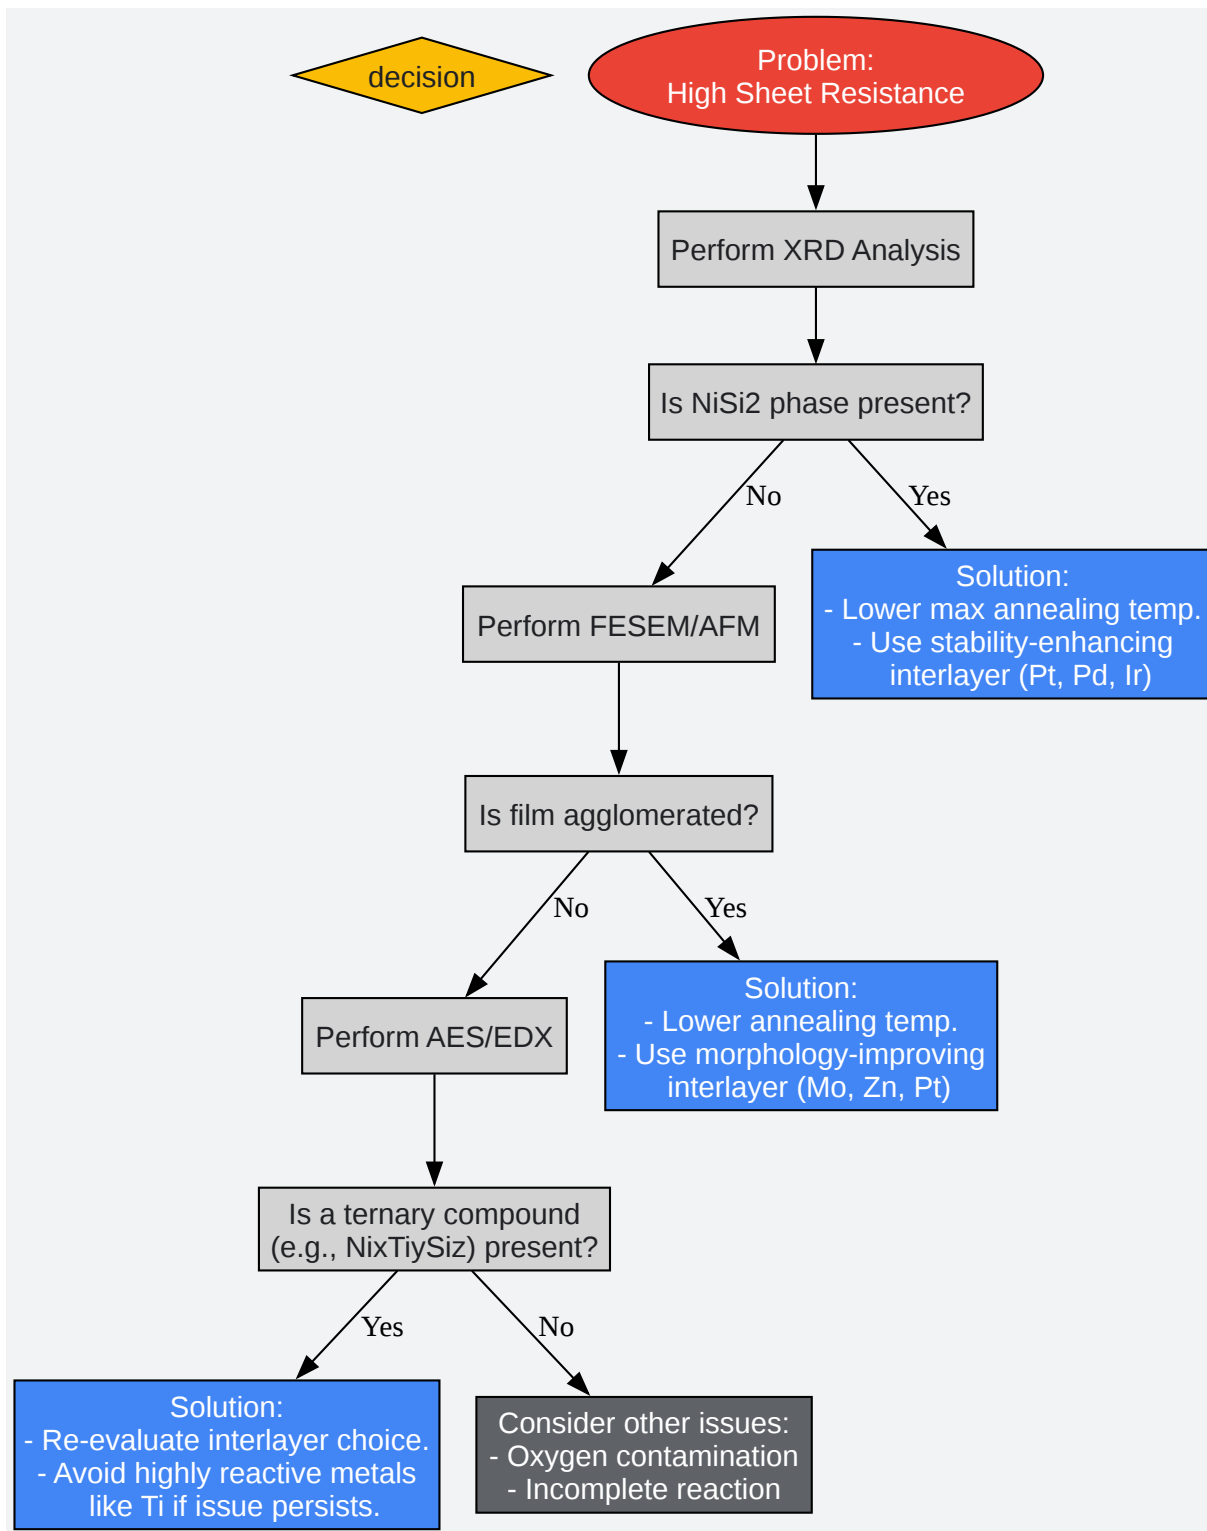 decision
Problem:
High Sheet Resistance
Perform XRD Analysis
Is NiSi2 phase present?
No
Yes
Solution:
- Lower max annealing temp.
- Use stability-enhancing
interlayer (Pt, Pd, Ir)
Perform FESEM/AFM
Is film agglomerated?
No
Yes
Solution:
- Lower annealing temp.
- Use morphology-improving
interlayer (Mo, Zn, Pt)
Perform AES/EDX
Is a ternary compound
(e.g., NixTiySiz) present?
Yes
No
Solution:
- Re-evaluate interlayer choice.
- Avoid highly reactive metals
like Ti if issue persists.
Consider other issues:
- Oxygen contamination
- Incomplete reaction